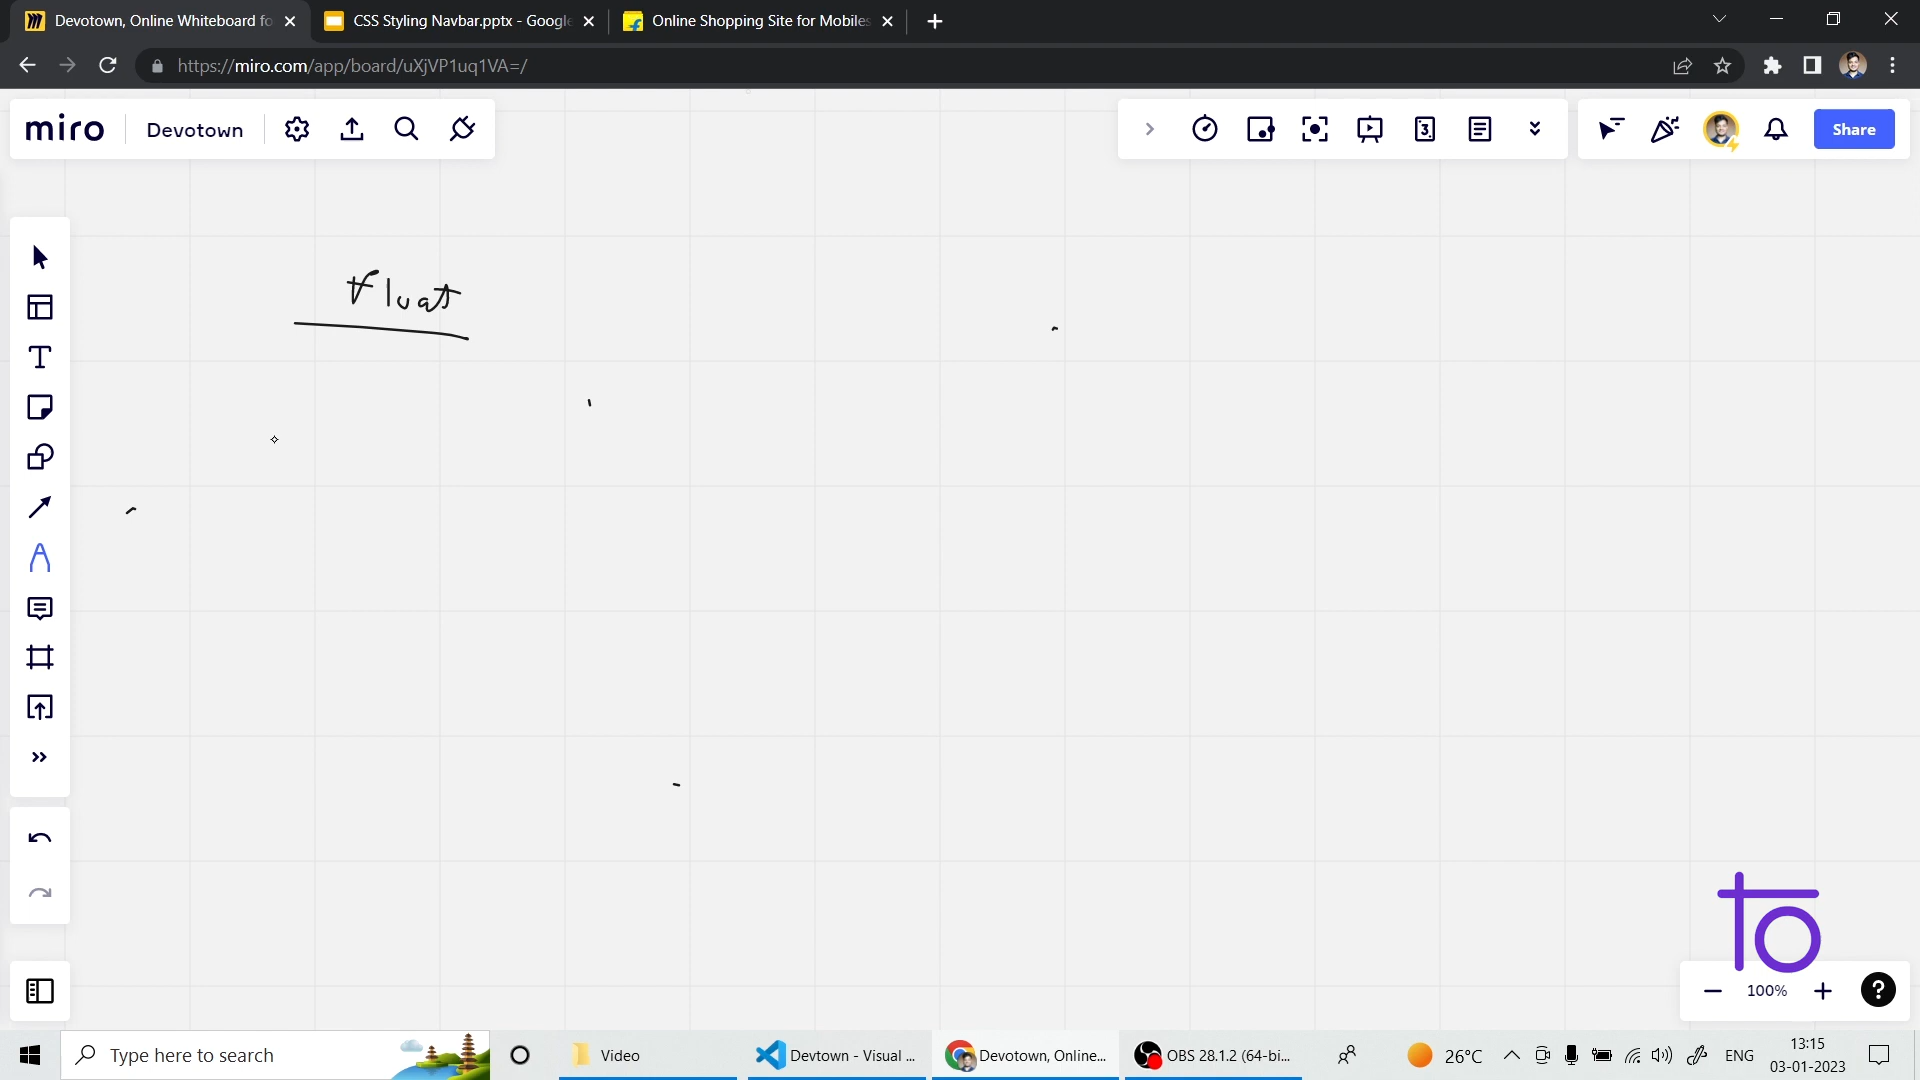 Devotown, Online Whiteboard fo
CSS Styling Navbar.pptx - Google
Online Shopping Site for Mobiles
https://miro.com/app/board/uXjVP1uq1VA=/
miro
Devotown
3
Share
Float
to
100%
?
Type here to search
Video
Devtown - Visual ...
Devotown, Online...
OBS 28.1.2 (64-bi...
26°C
ENG
13:15
03-01-2023